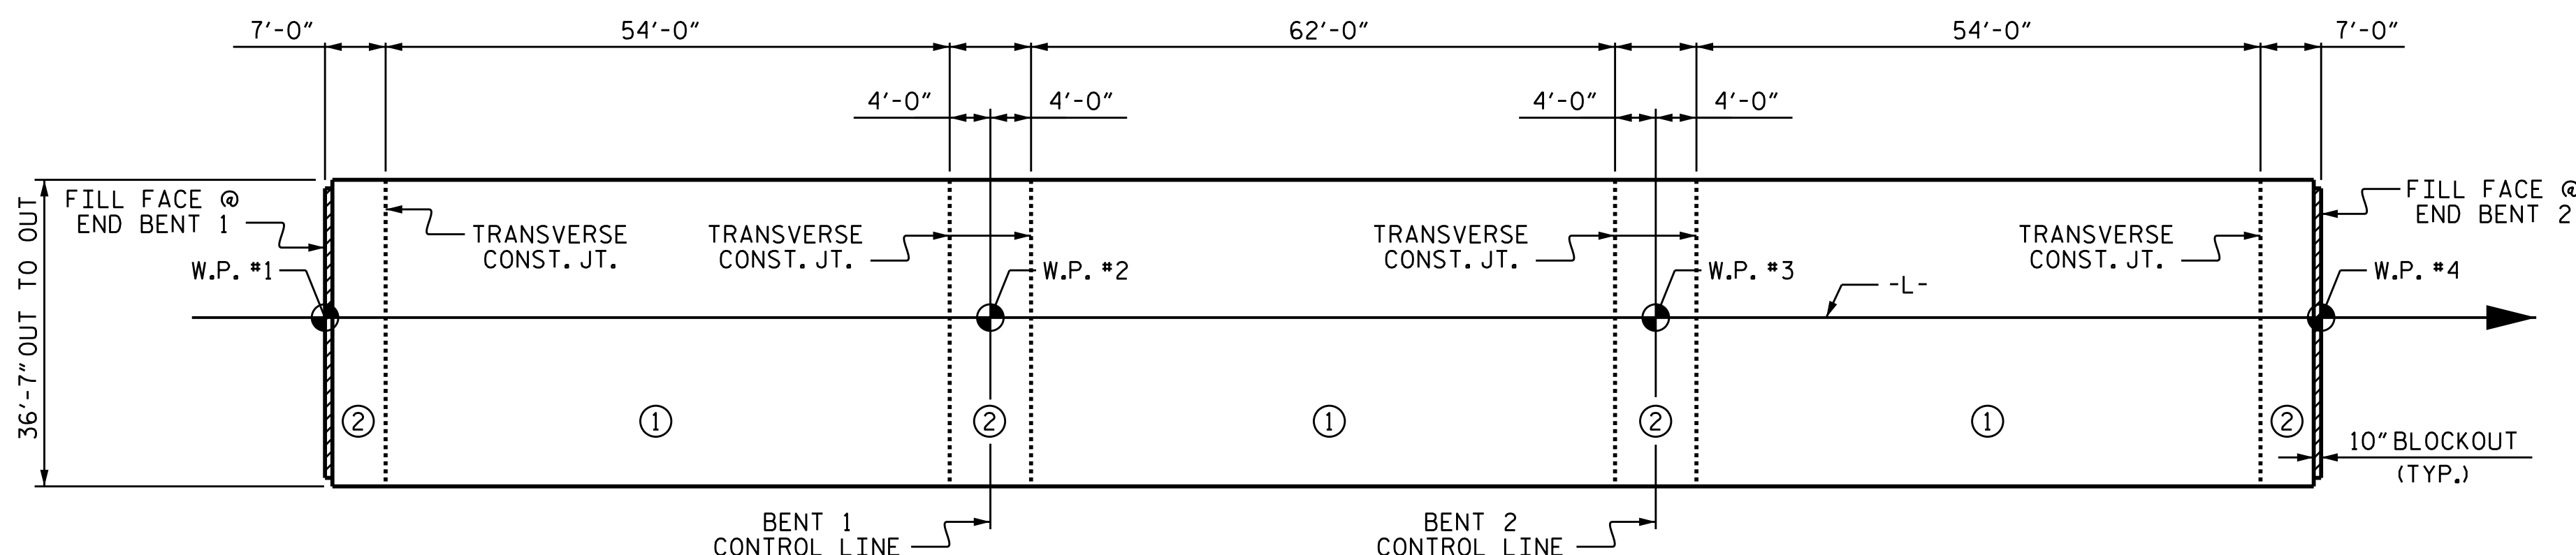 7'-0" 54'-0" 62'-0" 54'-0" 7'-0"
4'-0" 4'-0" 4'-0" 4'-0"
36'-7" OUT TO OUT
FILL FACE @
END BENT 1
W.P. #1
TRANSVERSE
CONST. JT.
TRANSVERSE
CONST. JT.
W.P. #2
TRANSVERSE
CONST. JT.
W.P. #3
-L-
TRANSVERSE
CONST. JT.
FILL FACE @
END BENT 2
W.P. #4
2 1 2 1 2 1 2
10" BLOCKOUT
(TYP.)
BENT 1
CONTROL LINE
BENT 2
CONTROL LINE